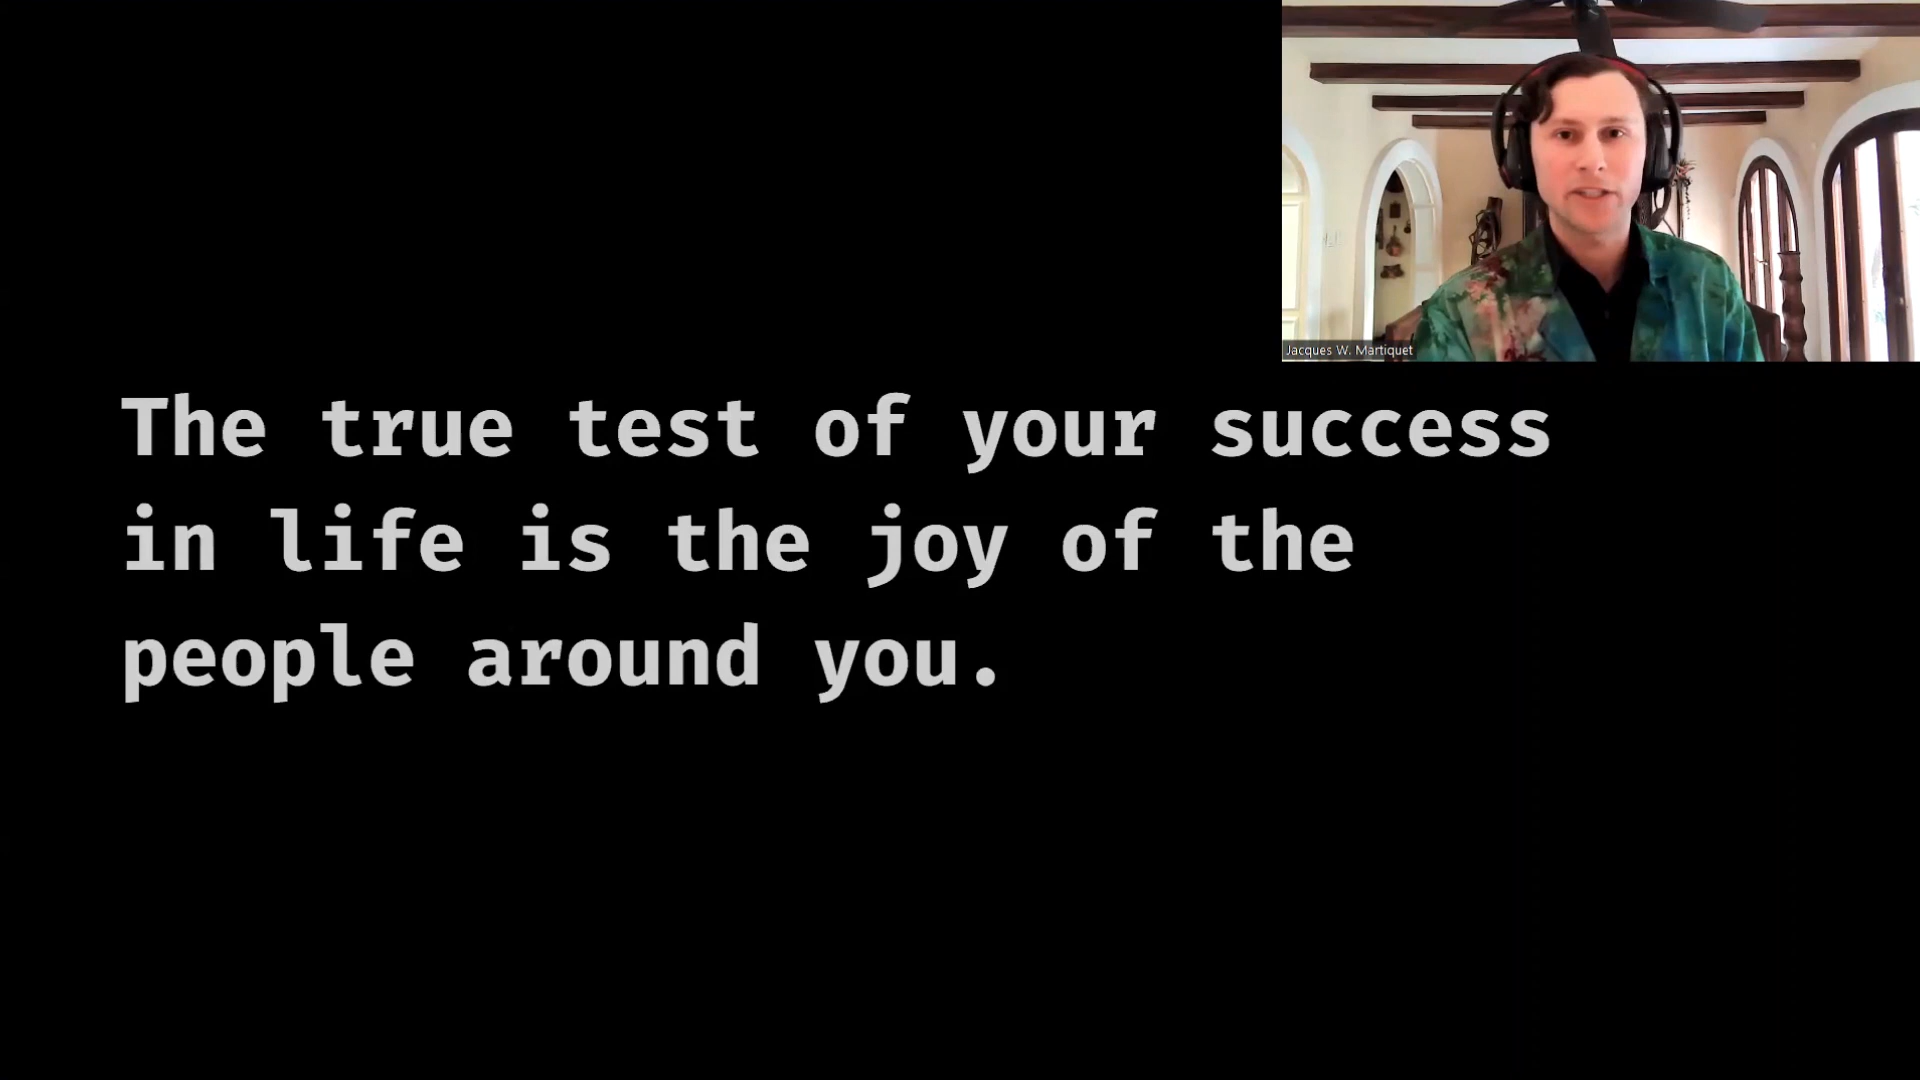 Jacques W. Martiquet
The true test of your success
in life is the joy of the
people around you.